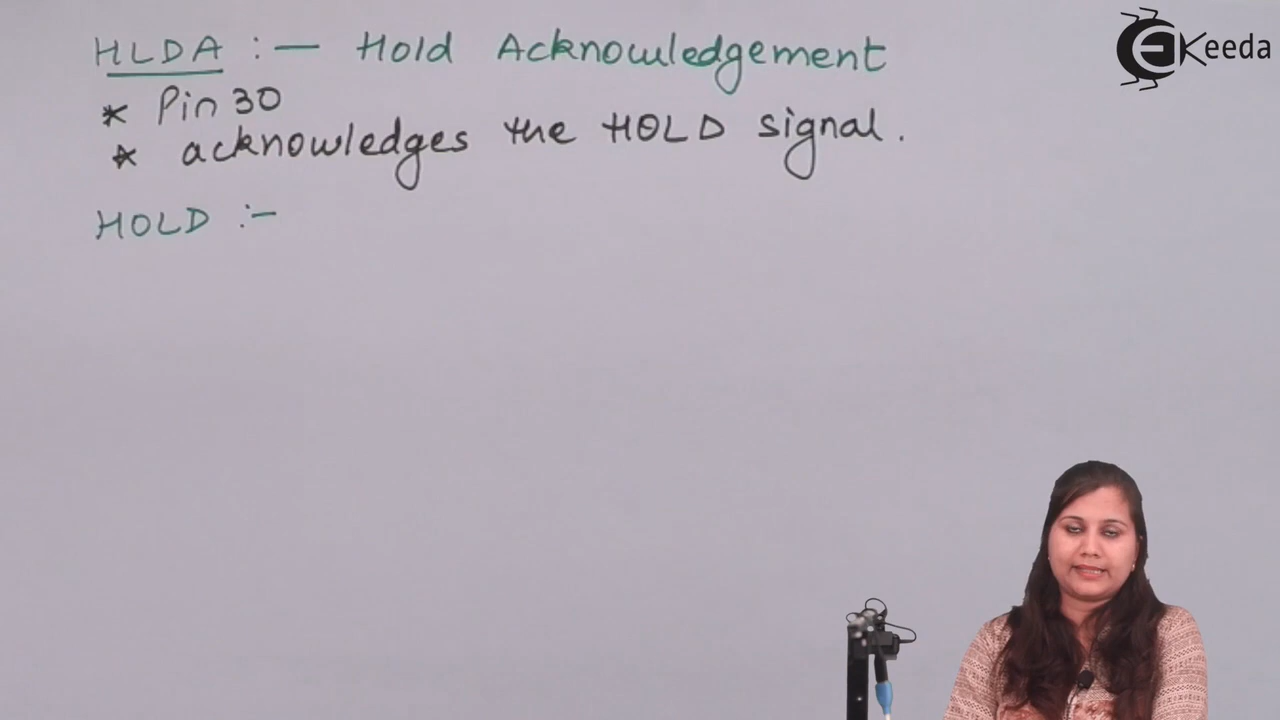 HLDA :— Hold Acknowledgement
* Pin 30
* acknowledges the HOLD signal.
HOLD :-
EKeeda